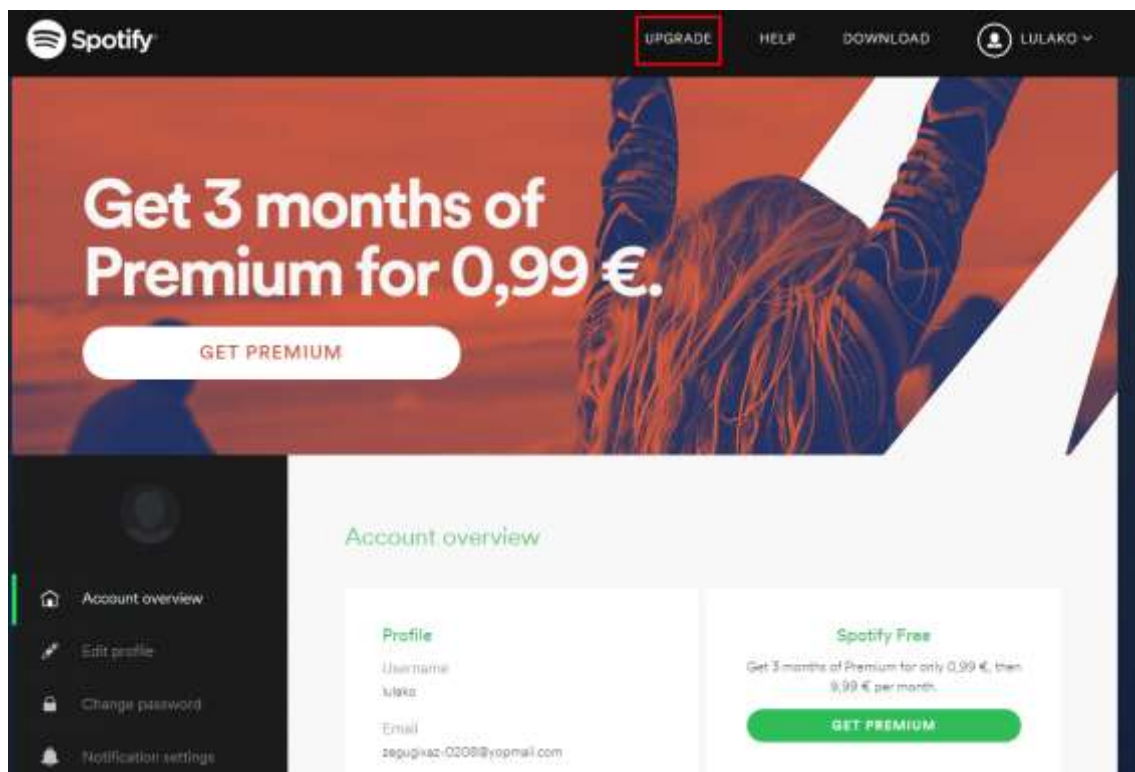 Spotify
UPGRADE
HELP
DOWNLOAD
LULAKO
Get 3 months of
Premium for 0,99 €.
GET PREMIUM
Account overview
Account overview
Edit profile
Change password
Notification settings
Profile
Username
lulako
Email
zegugixaz-0208@yopmail.com
Spotify Free
Get 3 months of Premium for only 0,99 €, then
9,99 € per month.
GET PREMIUM